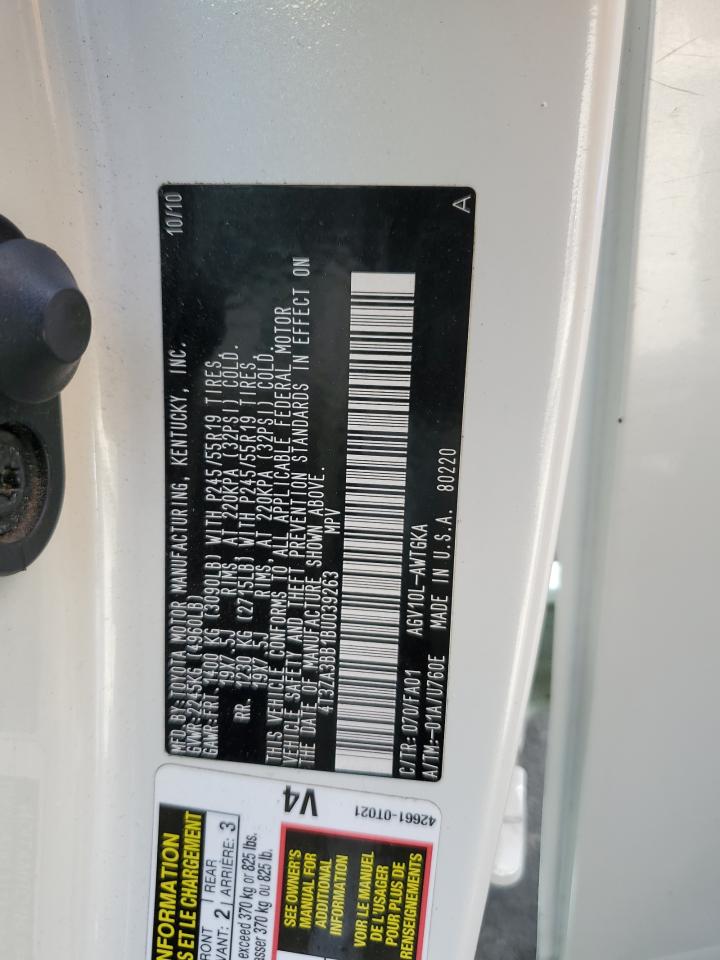 MFD.BY: TOYOTA MOTOR MANUFACTURING, KENTUCKY, INC. 10/10
GVWR:2245KG (4950LB)
GAWR:FRT.1400 KG (3090LB) WITH P245/55R19 TIRES,
19X7.5J RIMS, AT 220KPA (32PSI) COLD.
RR. 1230 KG (2715LB) WITH P245/55R19 TIRES,
19X7.5J RIMS, AT 220KPA (32PSI) COLD.
THIS VEHICLE CONFORMS TO ALL APPLICABLE FEDERAL MOTOR
VEHICLE SAFETY AND THEFT PREVENTION STANDARDS IN EFFECT ON
THE DATE OF MANUFACTURE SHOWN ABOVE.
4T3ZA3BB1BU039263 MPV
C/TR: 070/FA01 AGV10L-AWTGKA
A/TM:-01A/U760E MADE IN U.S.A. 80220 A
V4
42661-0T021
INFORMATION
S ET LE CHARGEMENT
RONT REAR
VANT: 2 ARRIÈRE: 3
exceed 370 kg or 825 lbs.
esser 370 kg ou 825 lb.
SEE OWNER'S
MANUAL FOR
ADDITIONAL
INFORMATION
VOIR LE MANUEL
DE L'USAGER
POUR PLUS DE
RENSEIGNEMENTS